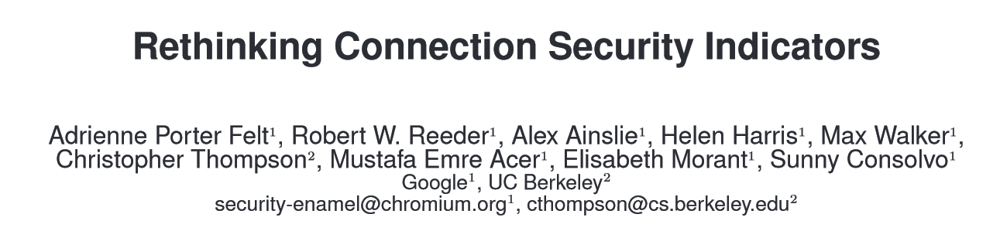 Rethinking Connection Security Indicators
Adrienne Porter Felt¹, Robert W. Reeder¹, Alex Ainslie¹, Helen Harris¹, Max Walker¹,
Christopher Thompson², Mustafa Emre Acer¹, Elisabeth Morant¹, Sunny Consolvo¹
Google¹, UC Berkeley²
security-enamel@chromium.org¹, cthompson@cs.berkeley.edu²